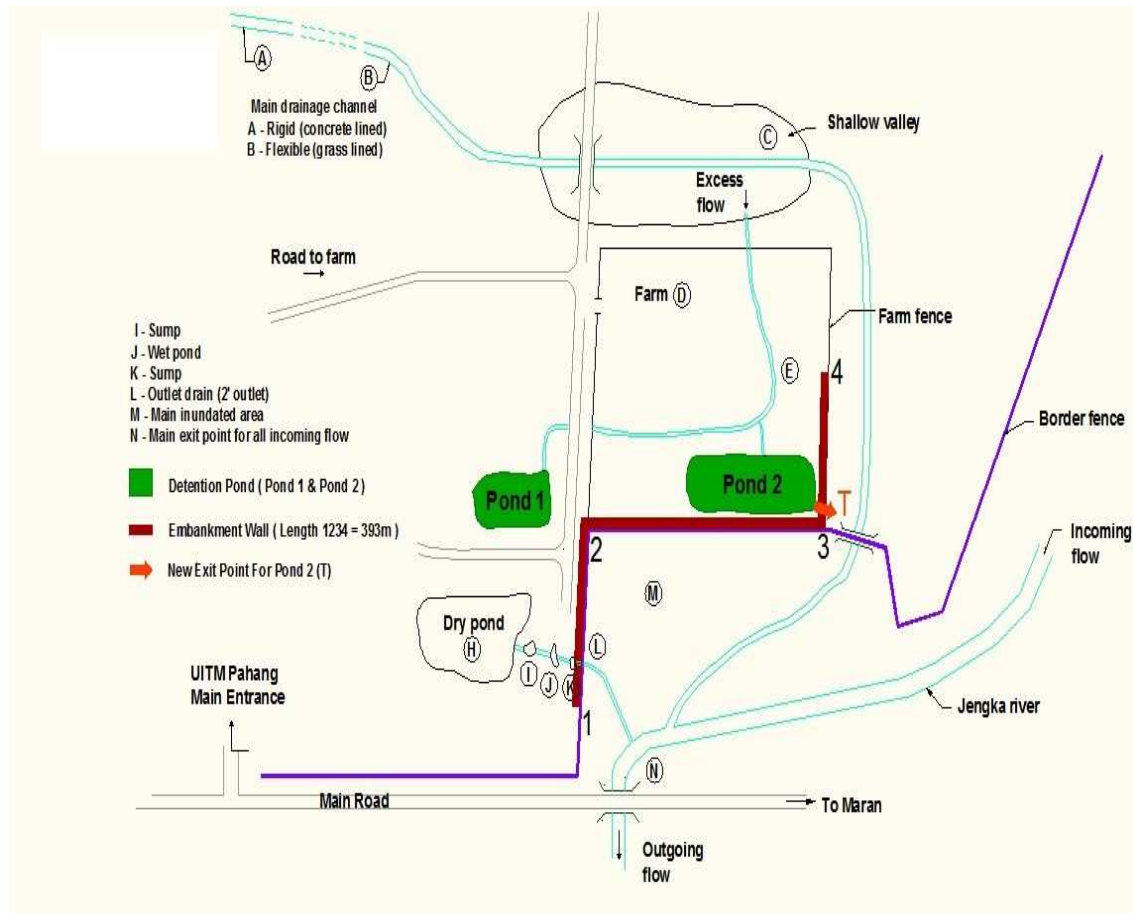 A
B
Main drainage channel
A - Rigid (concrete lined)
B - Flexible (grass lined)
C
Shallow valley
Excess
flow
Road to farm
Farm D
Farm fence
I - Sump
J - Wet pond
K - Sump
L - Outlet drain (2' outlet)
M - Main inundated area
N - Main exit point for all incoming flow
E
4
Border fence
Detention Pond ( Pond 1 & Pond 2 )
Pond 1
Pond 2
T
Embankment Wall ( Length 1234 = 393m )
Incoming
flow
2
3
New Exit Point For Pond 2 (T)
M
Dry pond
H
L
I
J
K
1
UITM Pahang
Main Entrance
Jengka river
N
Main Road
To Maran
Outgoing
flow